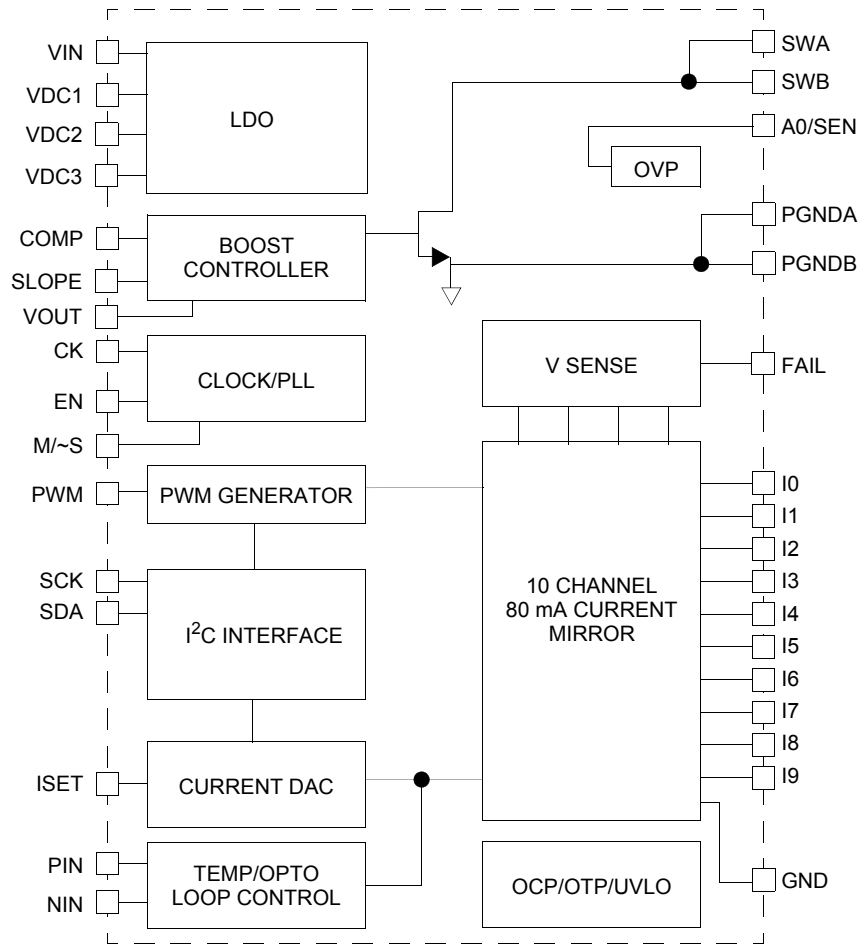 VIN
VDC1
VDC2
VDC3
LDO
SWA
SWB
A0/SEN
OVP
PGNDA
PGNDB
COMP
SLOPE
VOUT
BOOST
CONTROLLER
CK
EN
M/~S
CLOCK/PLL
V SENSE
FAIL
PWM
PWM GENERATOR
SCK
SDA
I²C INTERFACE
10 CHANNEL
80 mA CURRENT
MIRROR
I0
I1
I2
I3
I4
I5
I6
I7
I8
I9
ISET
CURRENT DAC
PIN
NIN
TEMP/OPTO
LOOP CONTROL
OCP/OTP/UVLO
GND